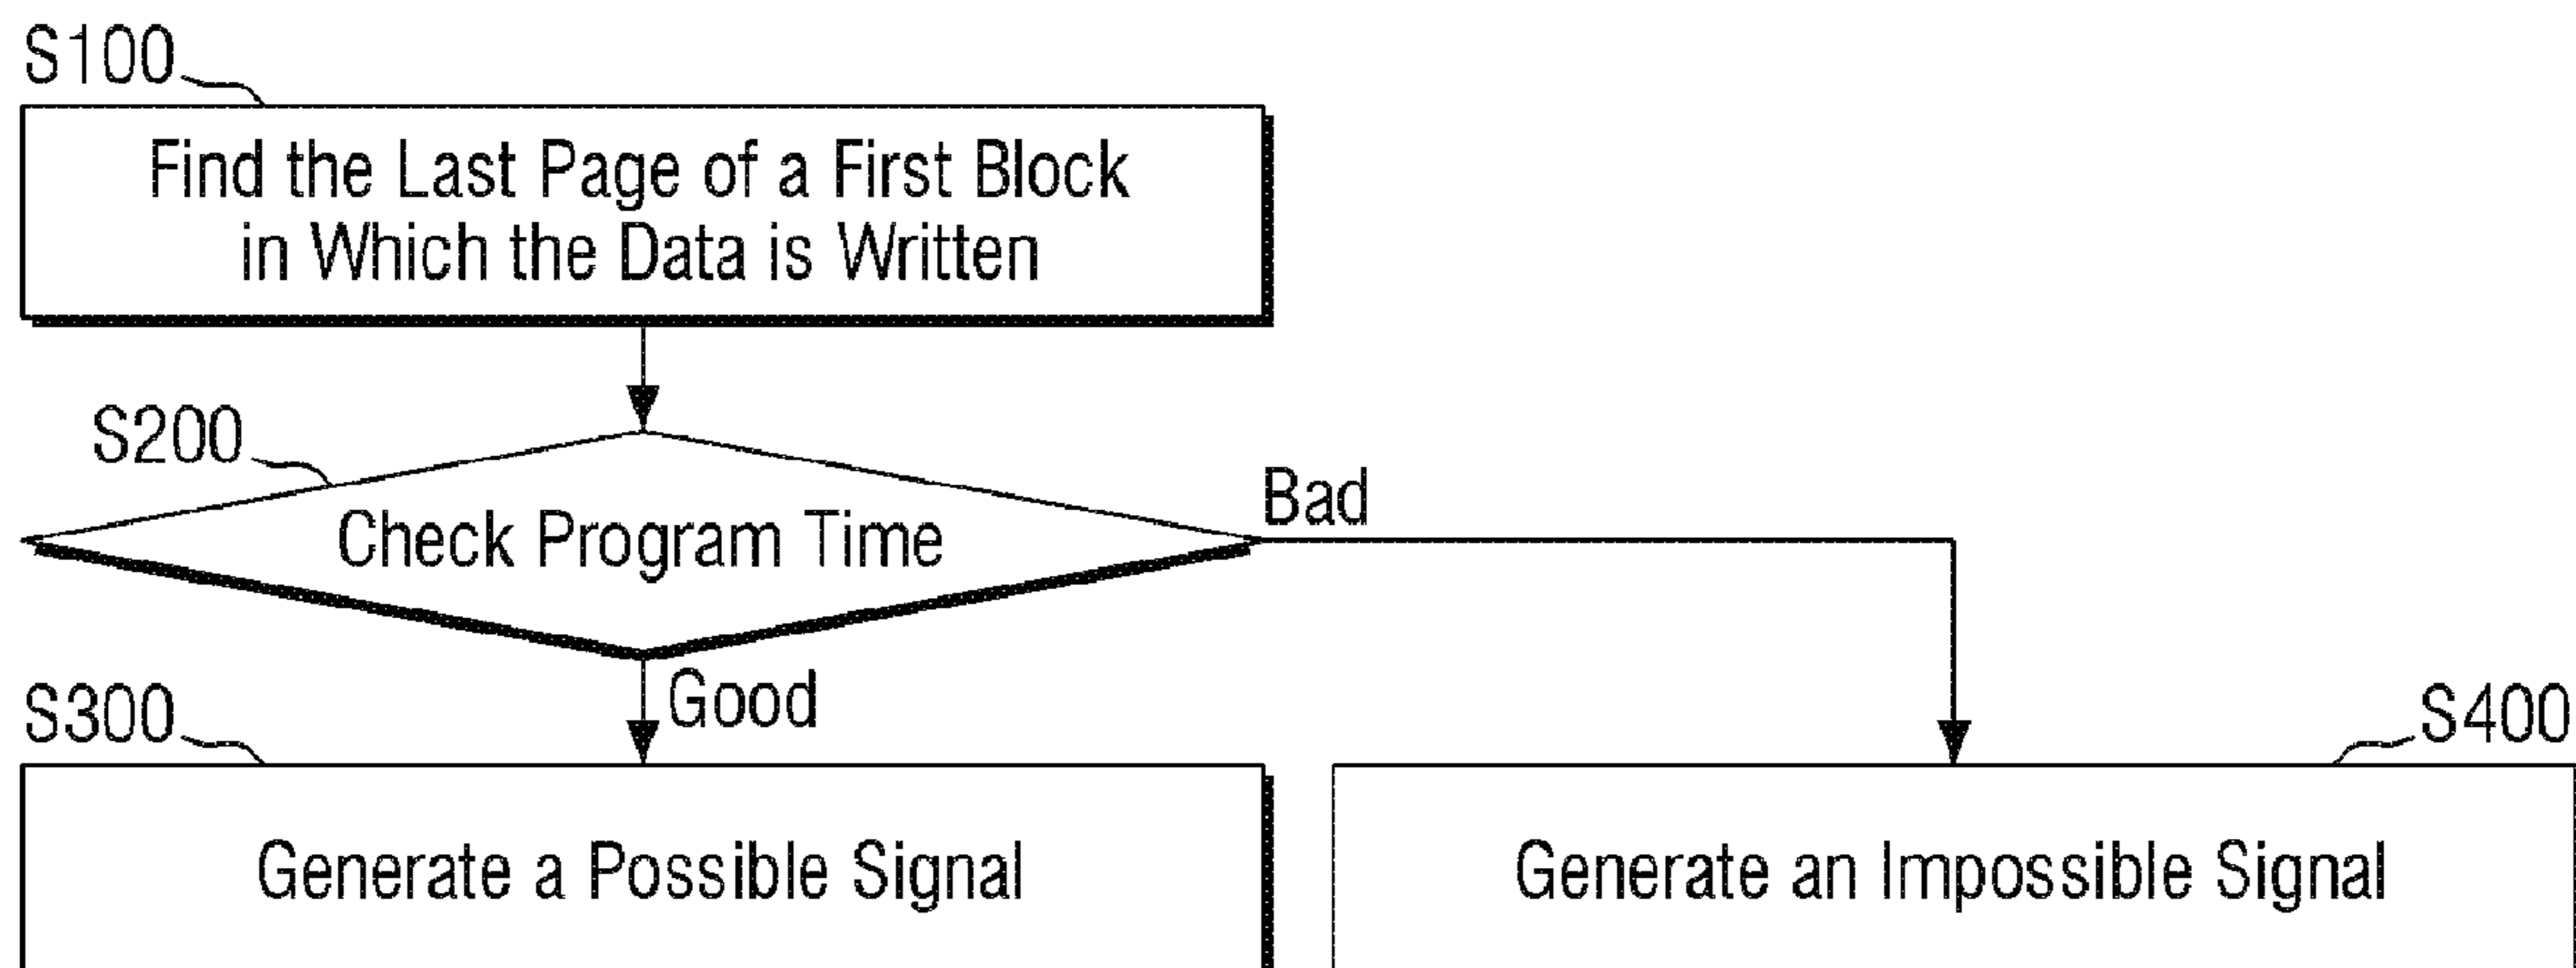 S100
Find the Last Page of a First Block
in Which the Data is Written
S200
Check Program Time
Bad
Good
S300
S400
Generate a Possible Signal
Generate an Impossible Signal